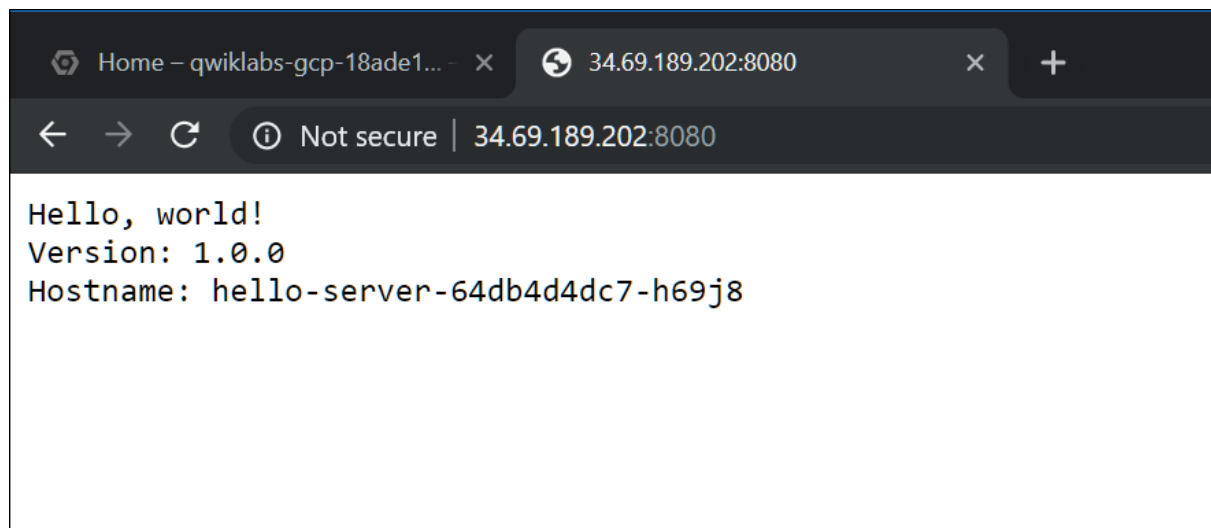 Home – qwiklabs-gcp-18ade1...
34.69.189.202:8080
Not secure | 34.69.189.202:8080
Hello, world!
Version: 1.0.0
Hostname: hello-server-64db4d4dc7-h69j8